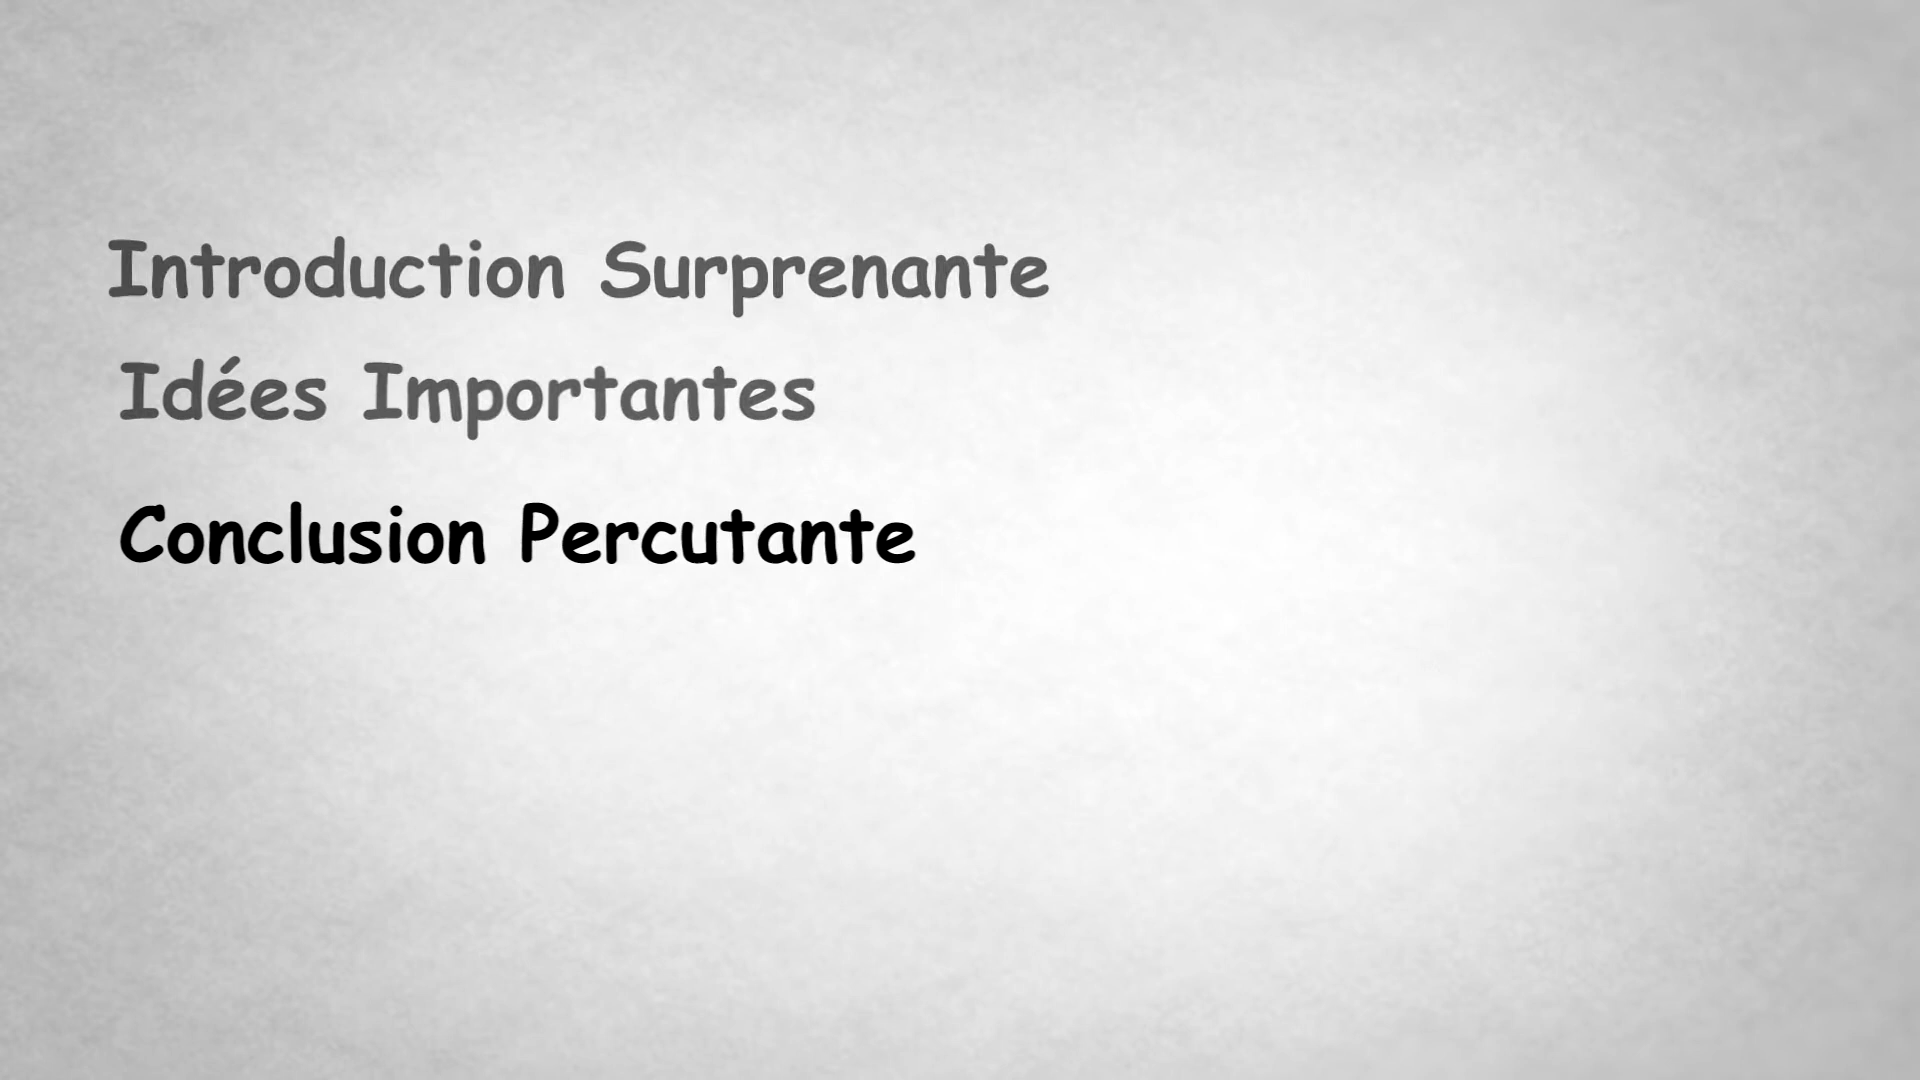 Introduction Surprenante
Idées Importantes
Conclusion Percutante